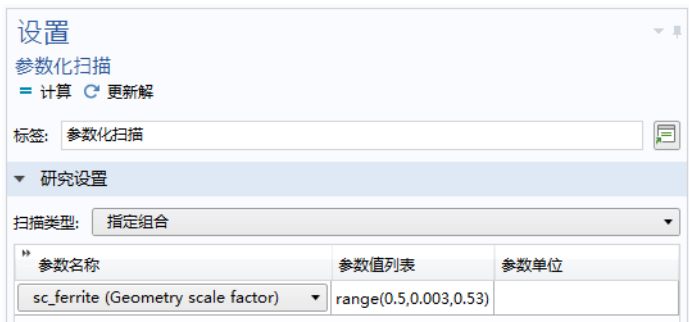 设置
参数化扫描
= 计算 更新解
标签: 参数化扫描
研究设置
扫描类型: 指定组合
参数名称 参数值列表 参数单位
sc_ferrite (Geometry scale factor) range(0.5,0.003,0.53)